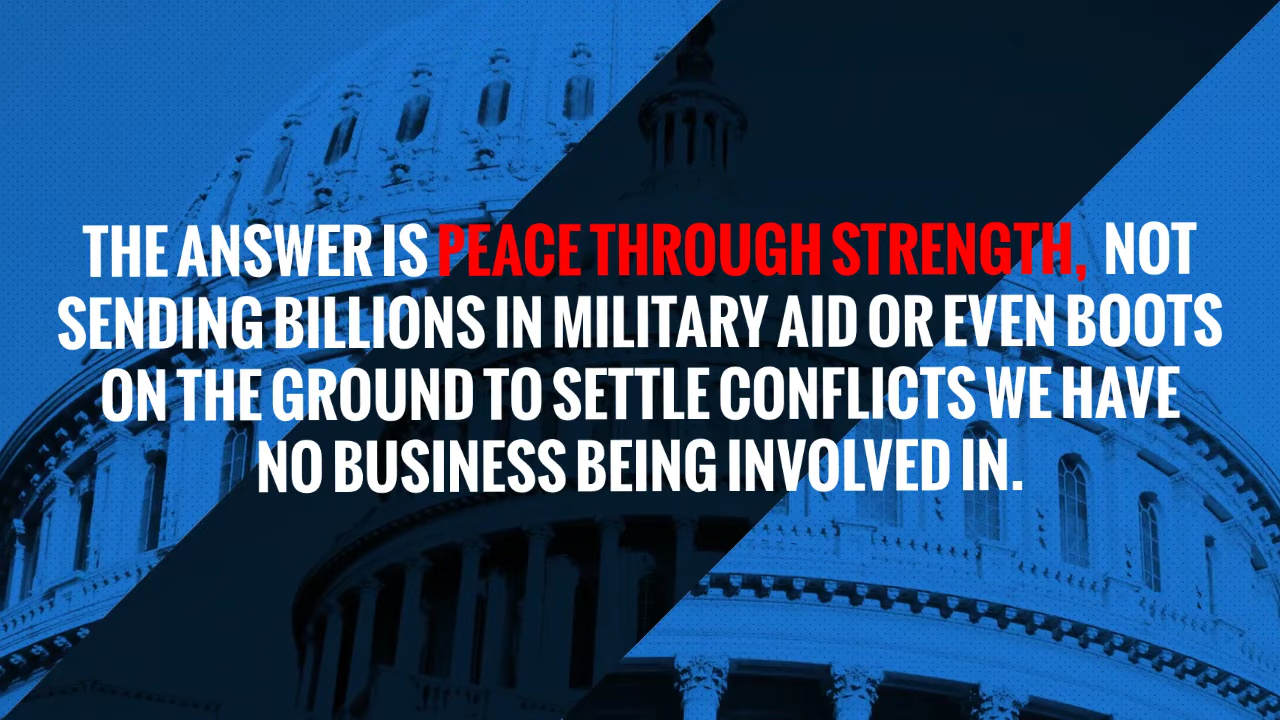 THE ANSWER IS PEACE THROUGH STRENGTH, NOT
SENDING BILLIONS IN MILITARY AID OR EVEN BOOTS
ON THE GROUND TO SETTLE CONFLICTS WE HAVE
NO BUSINESS BEING INVOLVED IN.